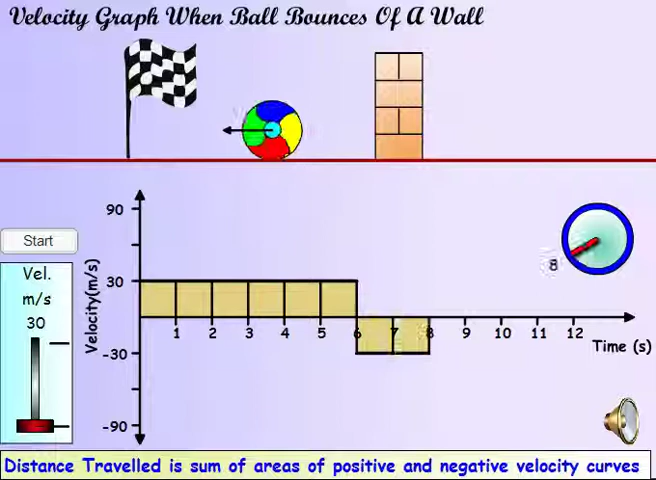 Velocity Graph When Ball Bounces Of A Wall
90
Start
Vel.
m/s
30
30
8
Velocity(m/s)
1 2 3 4 5 6 7 8 9 10 11 12
Time (s)
-30
-90
Distance Travelled is sum of areas of positive and negative velocity curves